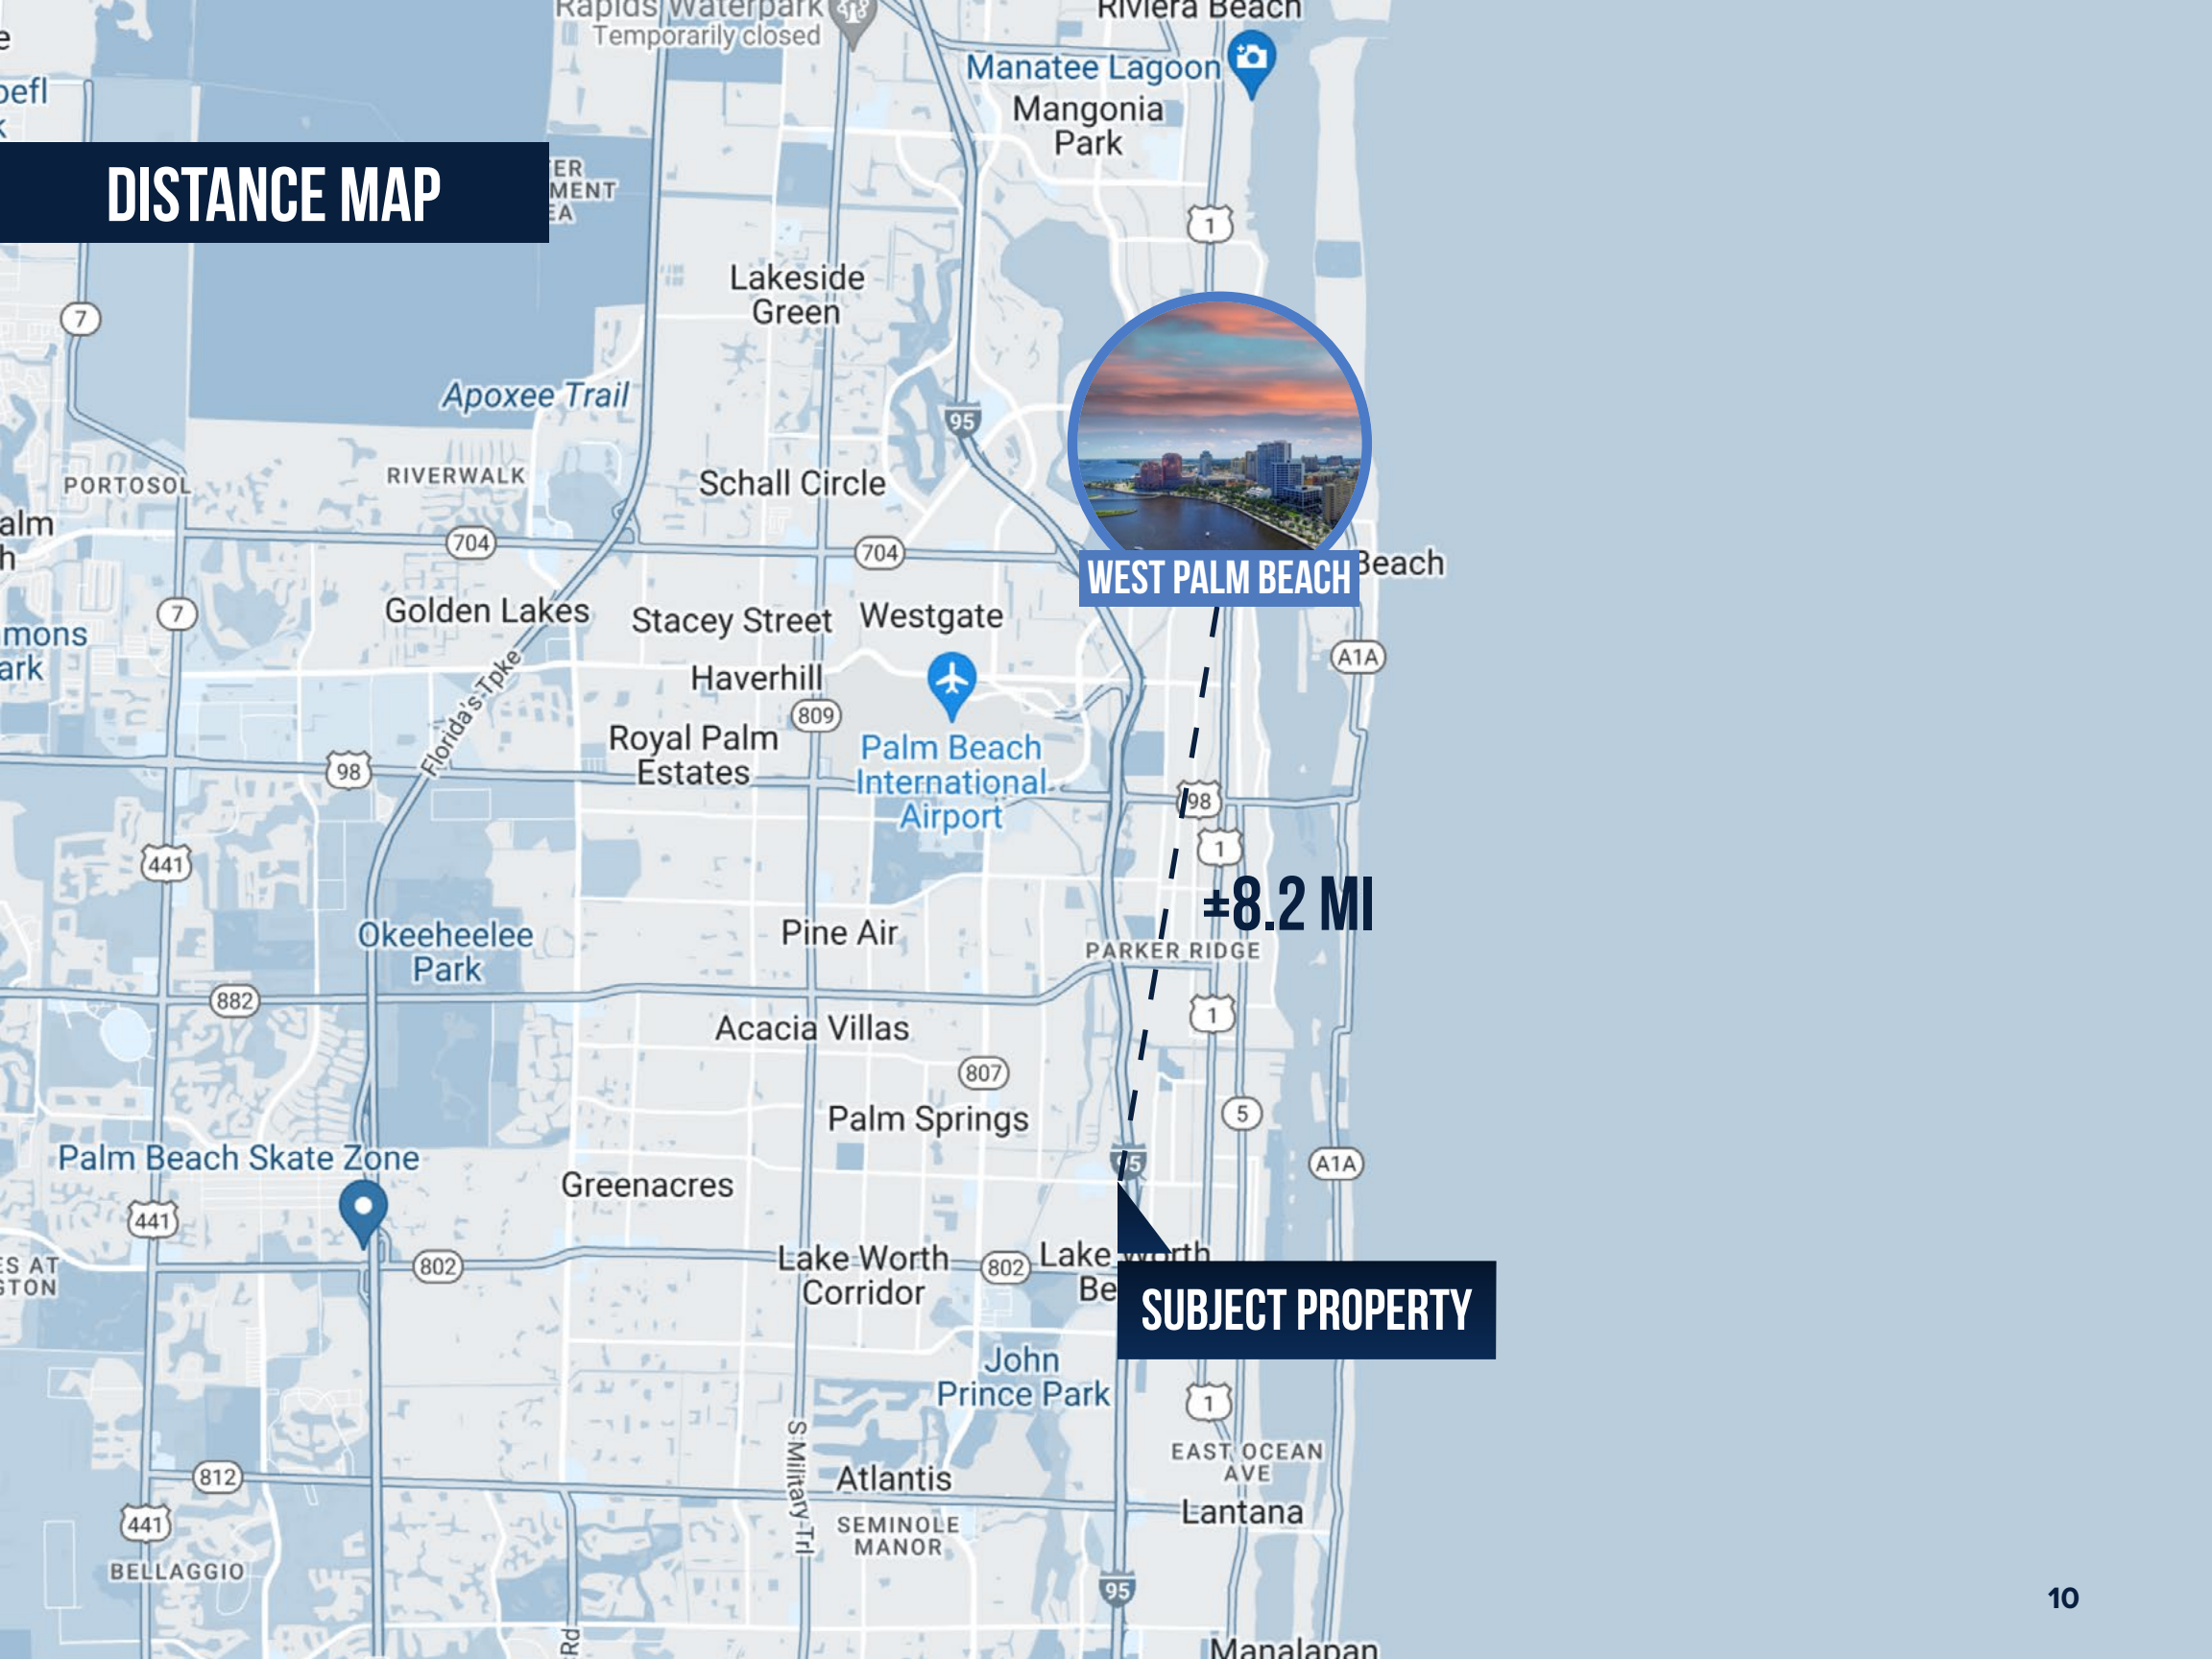 Rapids Waterpark
Temporarily closed
Riviera Beach
Manatee Lagoon
Mangonia
Park
DISTANCE MAP
MENT
1
7
Lakeside
Green
Apoxee Trail
95
PORTOSOL
RIVERWALK
Schall Circle
704
704
WEST PALM BEACH
Beach
7
Golden Lakes
Stacey Street
Westgate
Florida's Tpke
Haverhill
A1A
809
Royal Palm
Estates
Palm Beach
International
Airport
98
98
1
441
±8.2 MI
Okeeheelee
Park
Pine Air
PARKER RIDGE
882
1
Acacia Villas
807
Palm Springs
5
Palm Beach Skate Zone
95
A1A
Greenacres
441
802
Lake Worth
Corridor
802
Lake Worth
Be
SUBJECT PROPERTY
John
Prince Park
1
S Military Trl
EAST OCEAN
AVE
812
Atlantis
Lantana
441
SEMINOLE
MANOR
BELLAGGIO
95
10
Rd
Manalapan